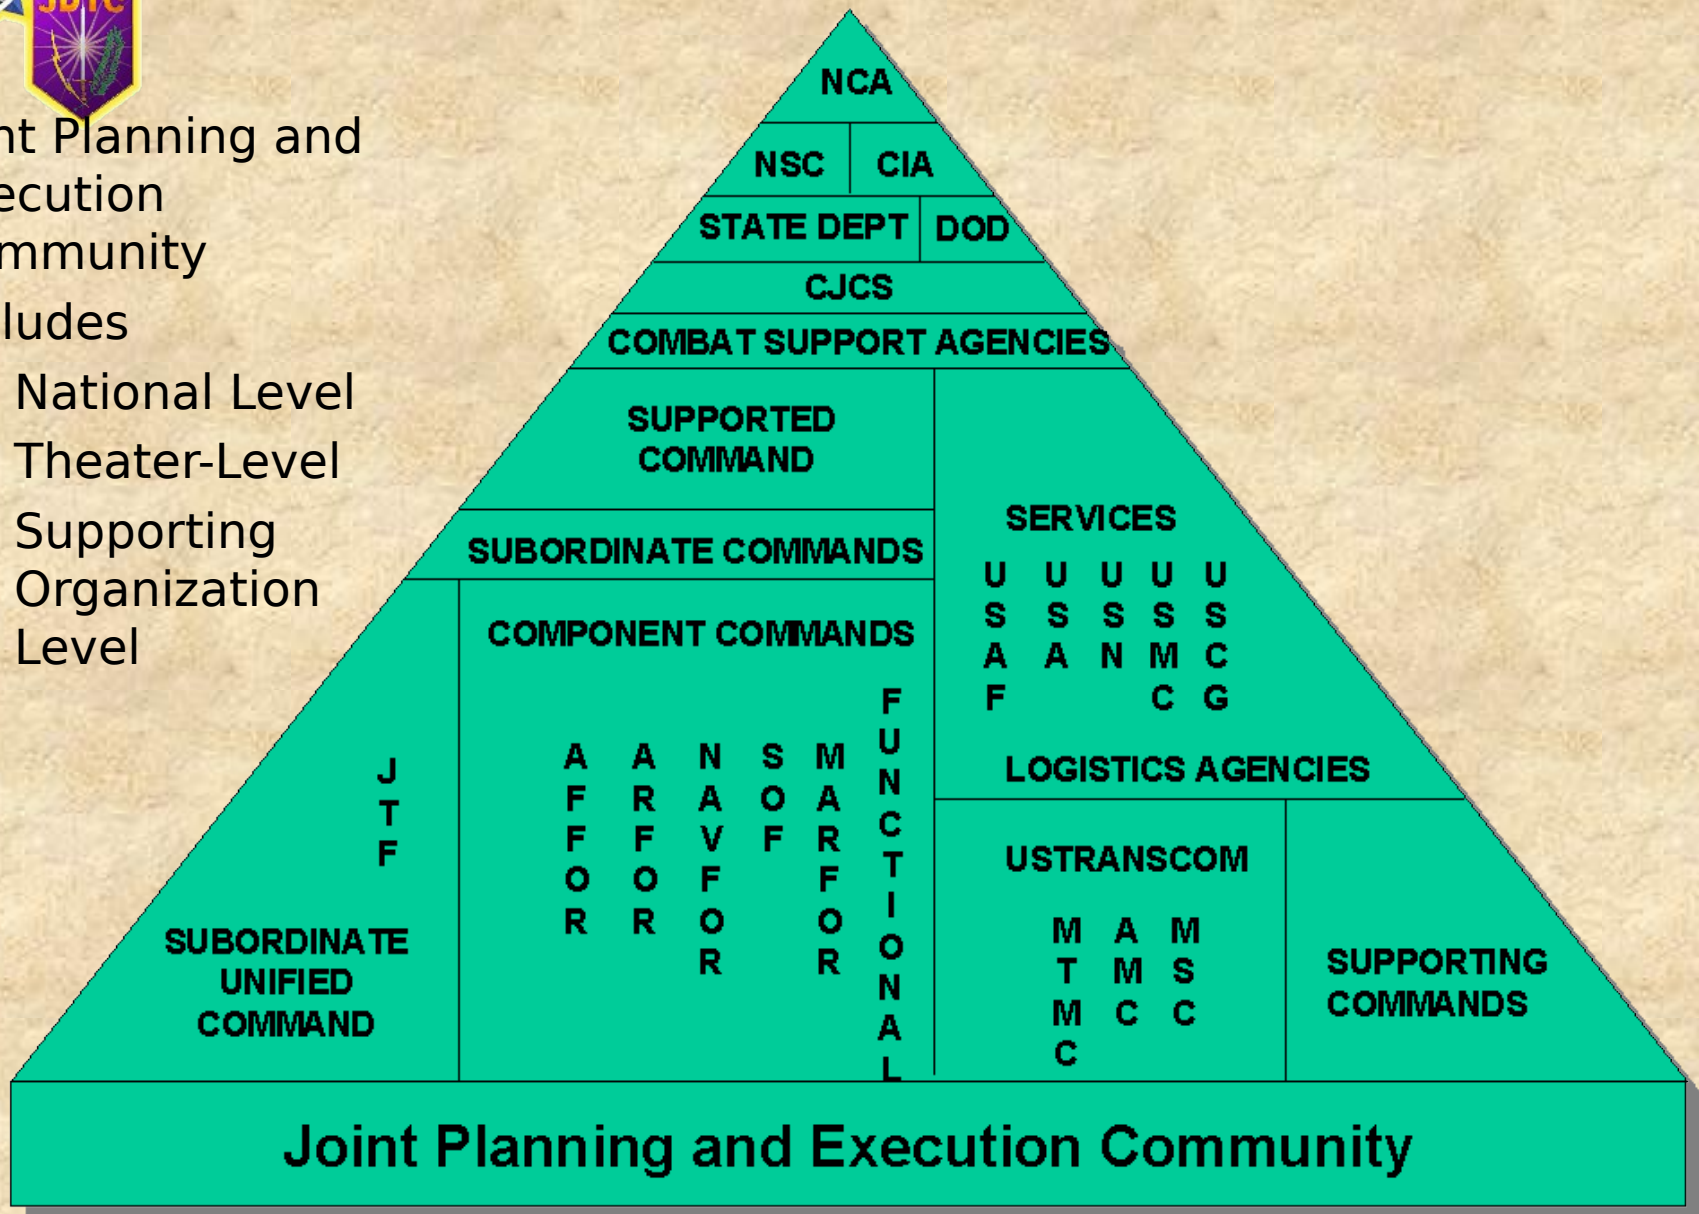 JDTC
nt Planning and
ecution
mmunity
ludes
National Level
Theater-Level
Supporting
Organization
Level
NCA
NSC CIA
STATE DEPT DOD
CJCS
COMBAT SUPPORT AGENCIES
SUPPORTED
COMMAND
SUBORDINATE COMMANDS
COMPONENT COMMANDS
JTF
SUBORDINATE
UNIFIED
COMMAND
AFFOR
ARFOR
NAVFOR
SOF
MARFOR
FUNCTIONAL
SERVICES
USAF
USA
USN
USMC
USCG
LOGISTICS AGENCIES
USTRANSCOM
MTMC
AMC
MSC
SUPPORTING
COMMANDS
Joint Planning and Execution Community